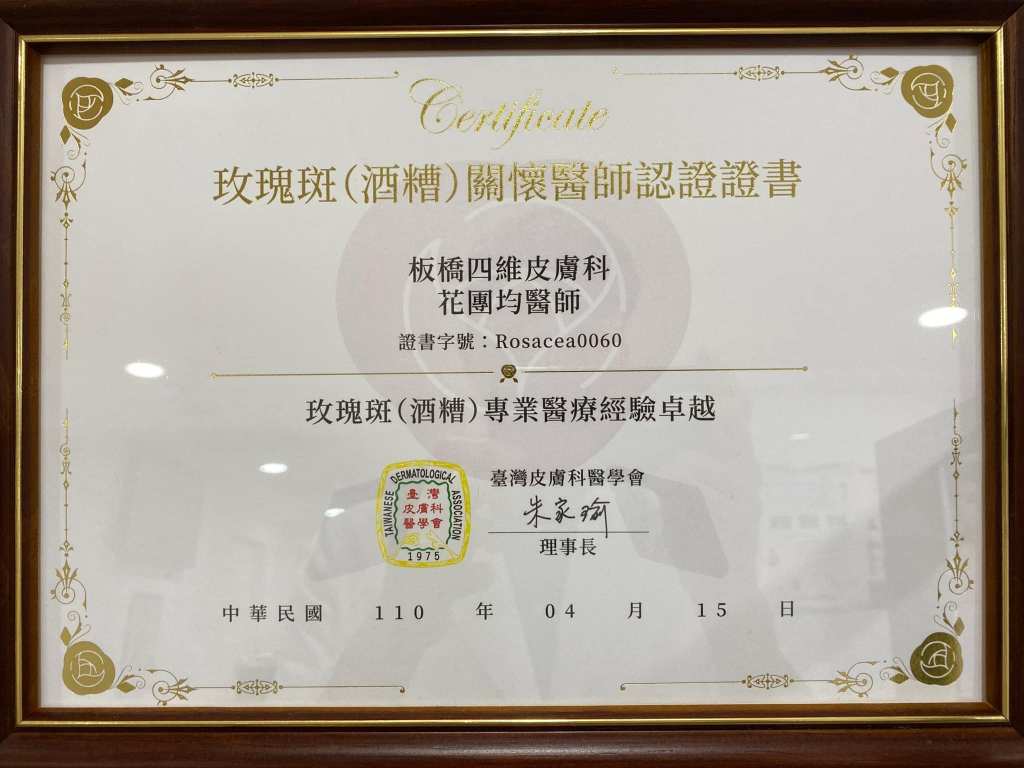 Certificate
玫瑰斑(酒糟)關懷醫師認證證書
板橋四維皮膚科
花團均醫師
證書字號：Rosacea0060
玫瑰斑(酒糟)專業醫療經驗卓越
TAIWANESE DERMATOLOGICAL ASSOCIATION
臺灣
皮膚科
醫學會
1975
臺灣皮膚科醫學會
朱家瑜
理事長
中華民國 110 年 04 月 15 日